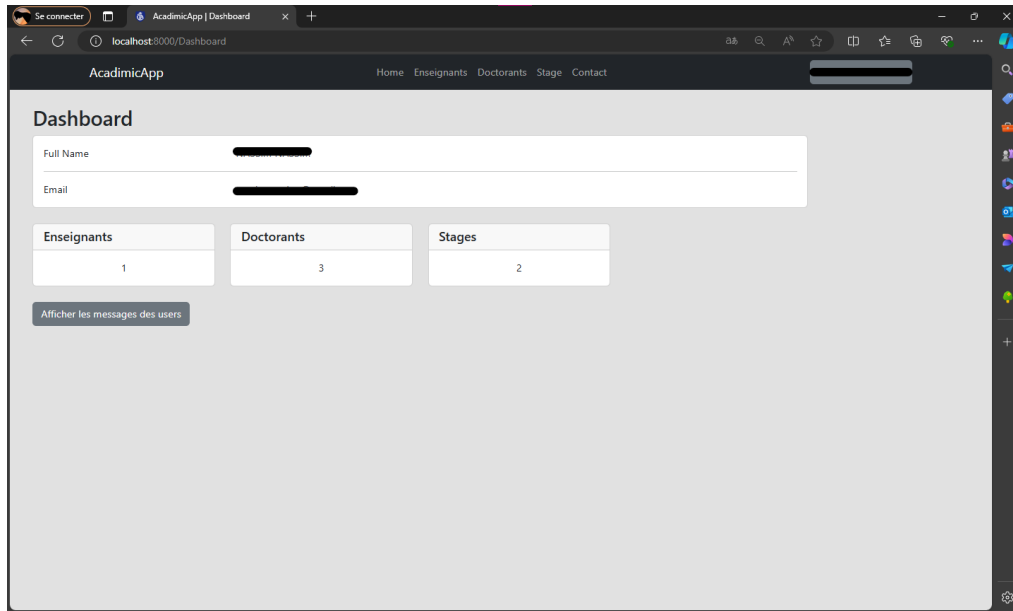 Se connecter AcadimicApp | Dashboard
localhost:8000/Dashboard
AcadimicApp Home Enseignants Doctorants Stage Contact
Dashboard
Full Name
Email
Enseignants Doctorants Stages
1 3 2
Afficher les messages des users